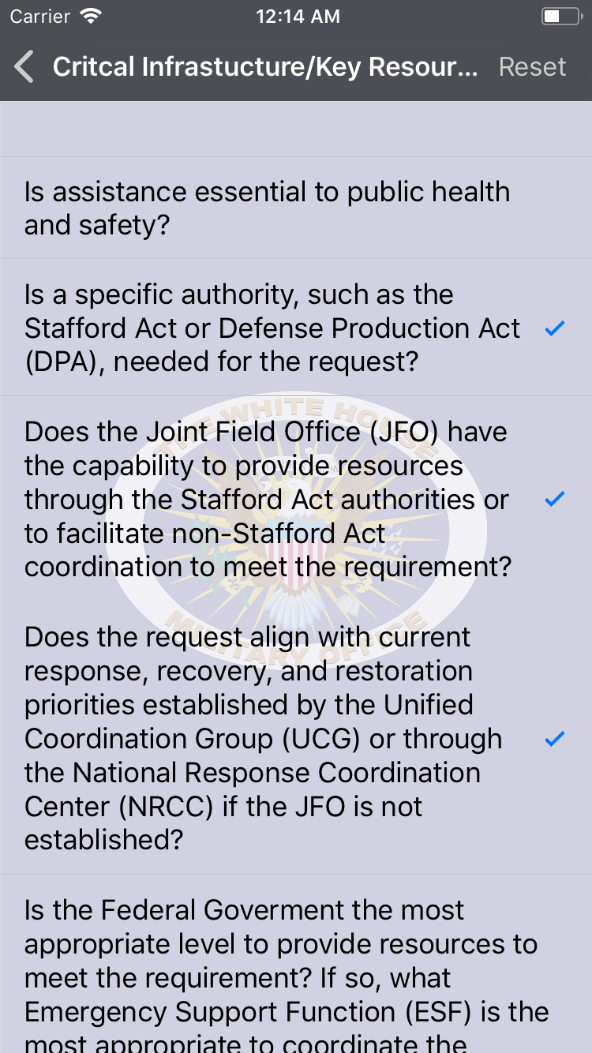 Carrier 12:14 AM
Critcal Infrastucture/Key Resour... Reset
Is assistance essential to public health
and safety?
Is a specific authority, such as the
Stafford Act or Defense Production Act
(DPA), needed for the request?
THE WHITE HOUSE
Does the Joint Field Office (JFO) have
the capability to provide resources
through the Stafford Act authorities or
to facilitate non-Stafford Act
coordination to meet the requirement?
MILITARY OFFICE
Does the request align with current
response, recovery, and restoration
priorities established by the Unified
Coordination Group (UCG) or through
the National Response Coordination
Center (NRCC) if the JFO is not
established?
Is the Federal Goverment the most
appropriate level to provide resources to
meet the requirement? If so, what
Emergency Support Function (ESF) is the
most appropriate to coordinate the